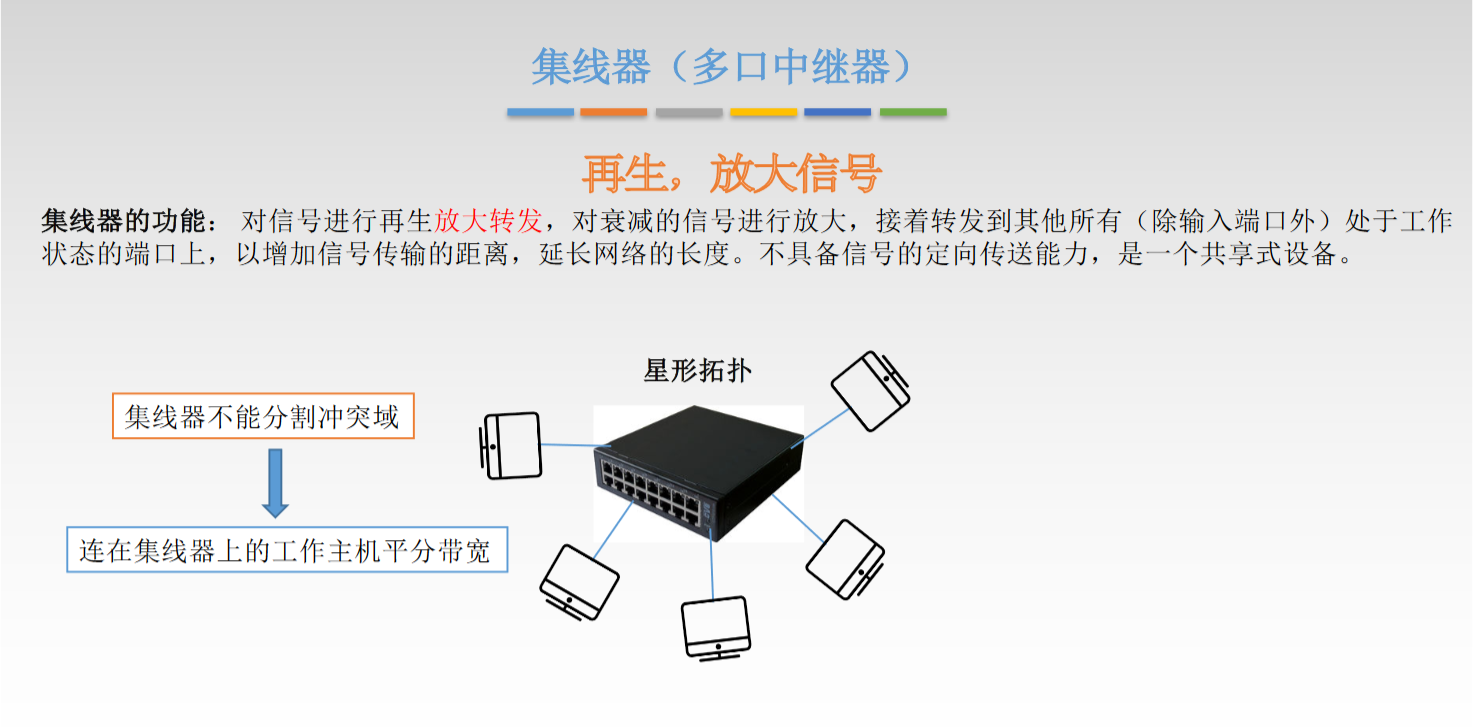 集线器（多口中继器）
再生，放大信号
集线器的功能： 对信号进行再生放大转发，对衰减的信号进行放大，接着转发到其他所有（除输入端口外）处于工作
状态的端口上，以增加信号传输的距离，延长网络的长度。不具备信号的定向传送能力，是一个共享式设备。
星形拓扑
集线器不能分割冲突域
连在集线器上的工作主机平分带宽